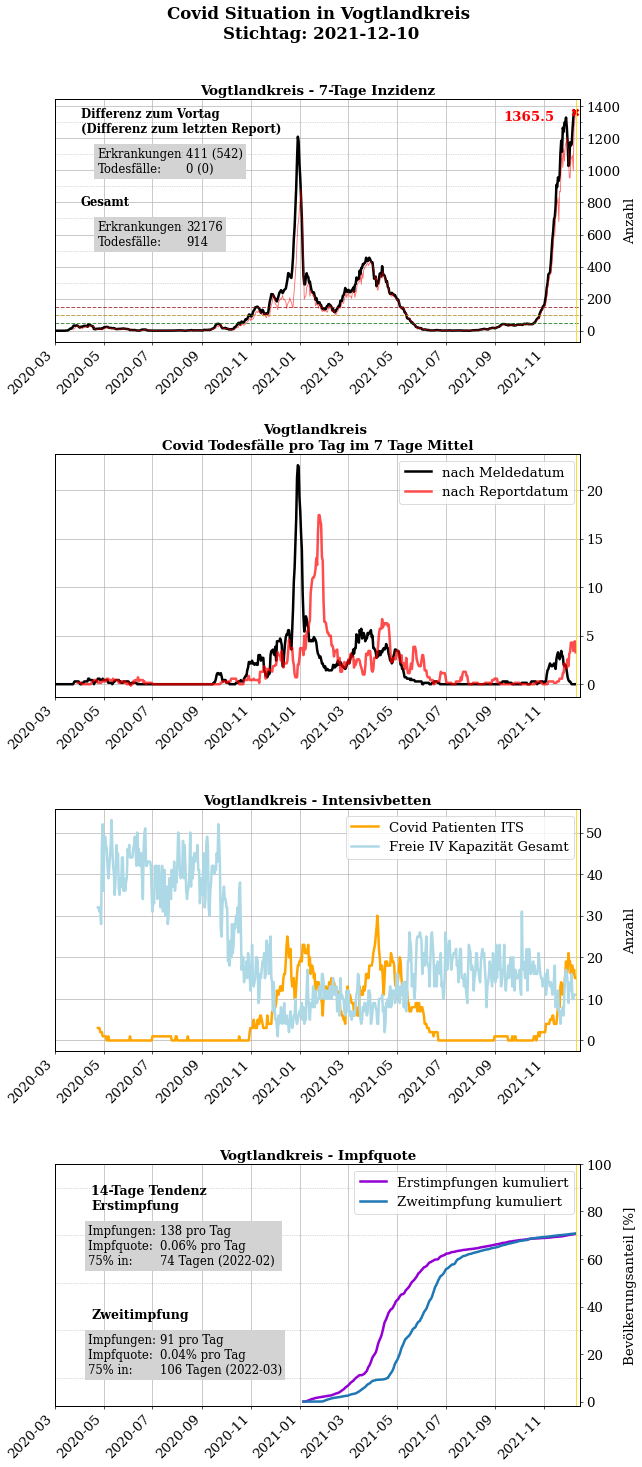 Covid Situation in Vogtlandkreis
Stichtag: 2021-12-10
Vogtlandkreis - 7-Tage Inzidenz
Differenz zum Vortag
(Differenz zum letzten Report)
Erkrankungen 411 (542)
Todesfälle: 0 (0)
Gesamt
Erkrankungen 32176
Todesfälle: 914
1365.5
1400
1200
1000
800
600
400
200
0
Anzahl
2020-03
2020-05
2020-07
2020-09
2020-11
2021-01
2021-03
2021-05
2021-07
2021-09
2021-11
Vogtlandkreis
Covid Todesfälle pro Tag im 7 Tage Mittel
nach Meldedatum
nach Reportdatum
20
15
10
5
0
2020-03
2020-05
2020-07
2020-09
2020-11
2021-01
2021-03
2021-05
2021-07
2021-09
2021-11
Vogtlandkreis - Intensivbetten
Covid Patienten ITS
Freie IV Kapazität Gesamt
50
40
30
20
10
0
Anzahl
2020-03
2020-05
2020-07
2020-09
2020-11
2021-01
2021-03
2021-05
2021-07
2021-09
2021-11
Vogtlandkreis - Impfquote
14-Tage Tendenz
Erstimpfung
Impfungen: 138 pro Tag
Impfquote: 0.06% pro Tag
75% in: 74 Tagen (2022-02)
Zweitimpfung
Impfungen: 91 pro Tag
Impfquote: 0.04% pro Tag
75% in: 106 Tagen (2022-03)
Erstimpfungen kumuliert
Zweitimpfung kumuliert
100
80
60
40
20
0
Bevölkerungsanteil [%]
2020-03
2020-05
2020-07
2020-09
2020-11
2021-01
2021-03
2021-05
2021-07
2021-09
2021-11